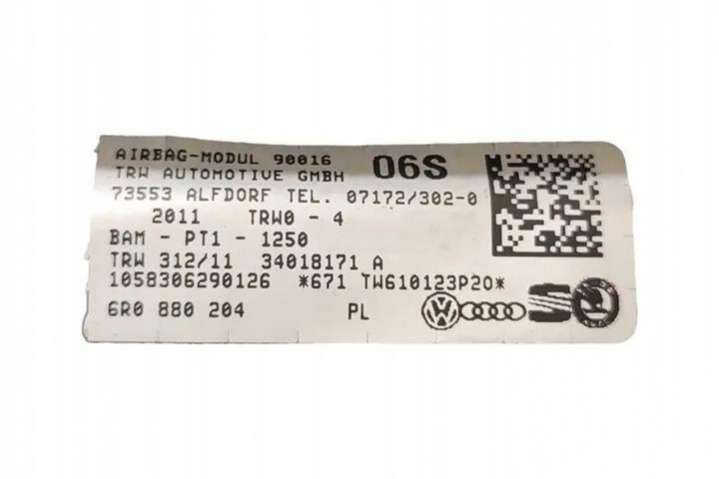 AIRBAG-MODUL 90016 06S
TRW AUTOMOTIVE GMBH
73553 ALFDORF TEL. 07172/302-0
2011 TRW0 - 4
BAM - PT1 - 1250
TRW 312/11 34018171 A
1058306290126 *671 TW610123P20*
6R0 880 204 PL